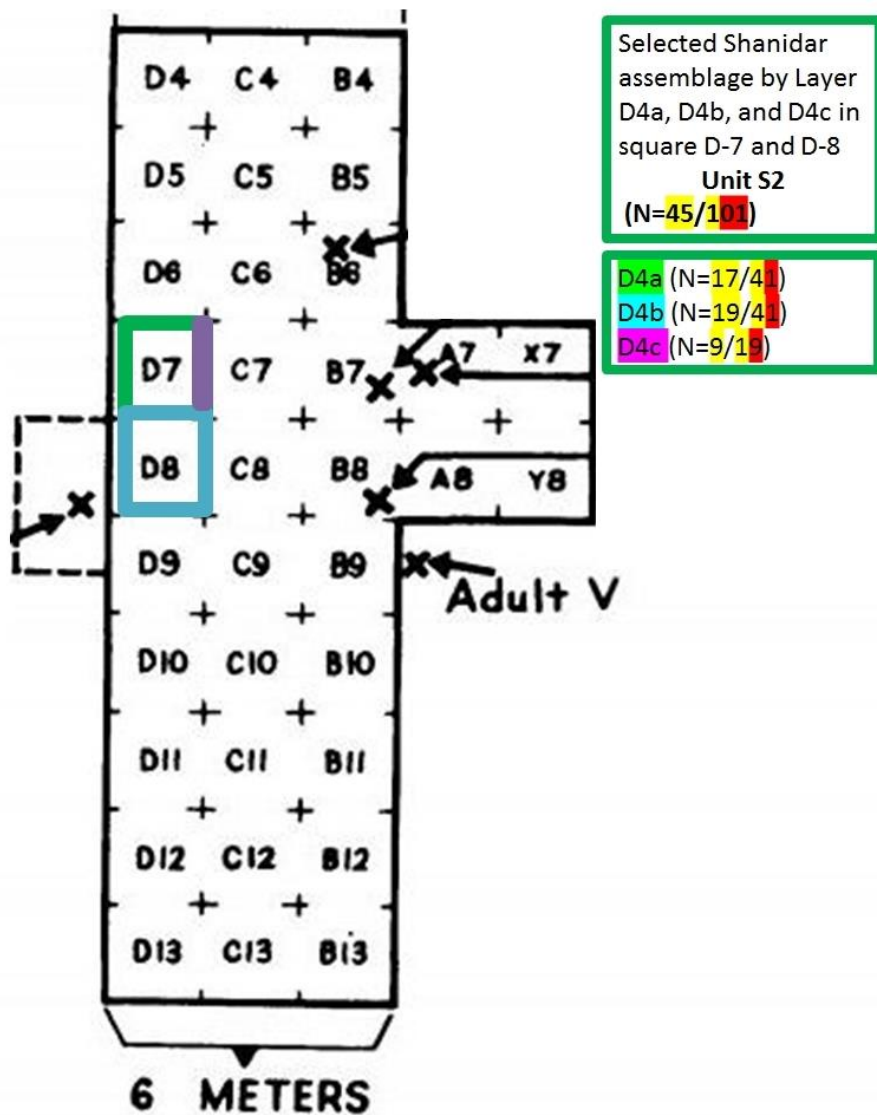 D4 C4 B4
D5 C5 B5
D6 C6 B6
D7 C7 B7 A7 X7
D8 C8 B8 A8 Y8
D9 C9 B9
Adult V
D10 C10 B10
D11 C11 B11
D12 C12 B12
D13 C13 B13
6 METERS
Selected Shanidar
assemblage by Layer
D4a, D4b, and D4c in
square D-7 and D-8
Unit S2
(N=45/101)
D4a (N=17/41)
D4b (N=19/41)
D4c (N=9/19)